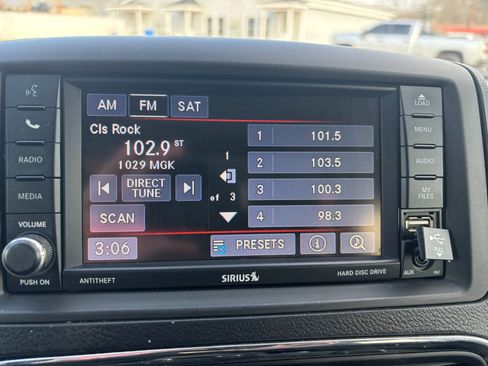 AM FM SAT
Cls Rock
102.9 ST
1029 MGK
DIRECT
TUNE
SCAN
3:06
1
of 3
1 101.5
2 103.5
3 100.3
4 98.3
PRESETS
RADIO
MEDIA
VOLUME
PUSH ON
LOAD
MENU
AUDIO
MY
FILES
AUX
ANTITHEFT
SIRIUS
HARD DISC DRIVE